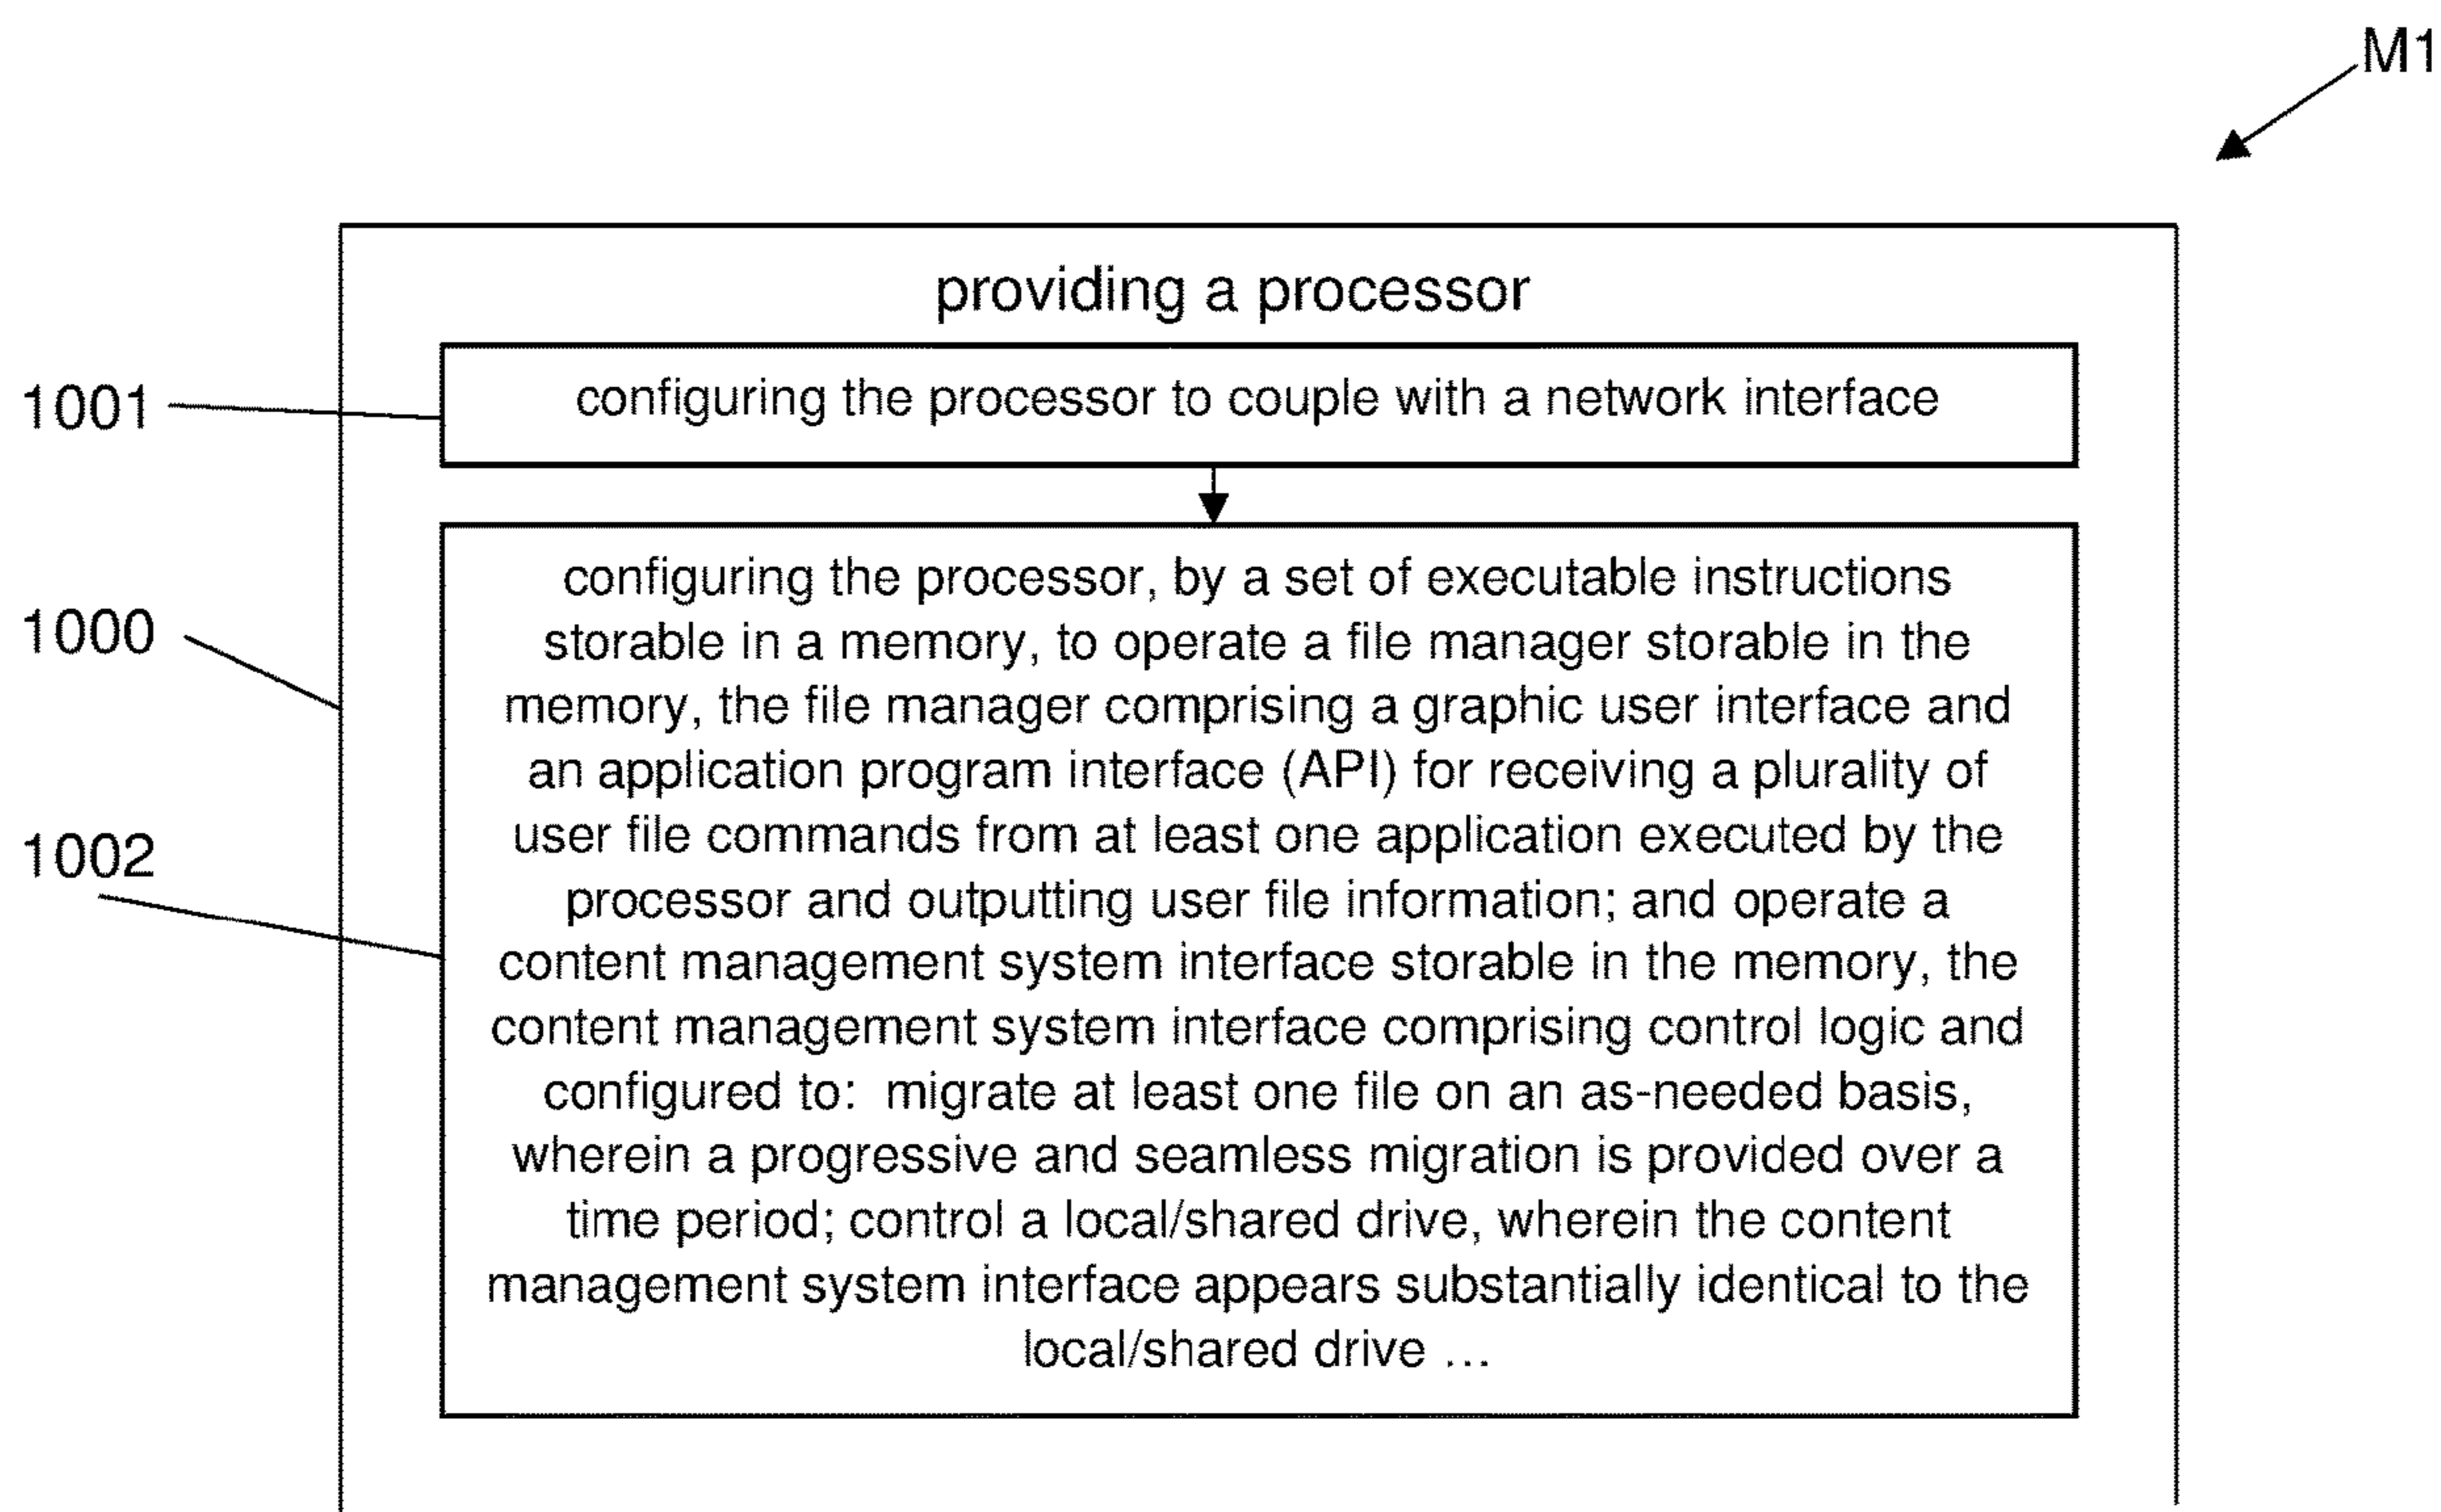 M1
providing a processor
1001
configuring the processor to couple with a network interface
configuring the processor, by a set of executable instructions
storable in a memory, to operate a file manager storable in the
memory, the file manager comprising a graphic user interface and
an application program interface (API) for receiving a plurality of
user file commands from at least one application executed by the
processor and outputting user file information; and operate a
content management system interface storable in the memory, the
content management system interface comprising control logic and
configured to:  migrate at least one file on an as-needed basis,
wherein a progressive and seamless migration is provided over a
time period; control a local/shared drive, wherein the content
management system interface appears substantially identical to the
local/shared drive ...
1000
1002